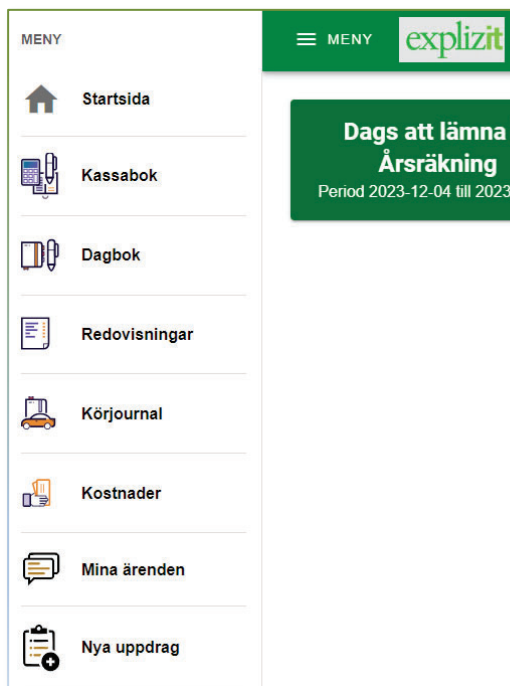 MENY
Startsida
Kassabok
Dagbok
Redovisningar
Körjournal
Kostnader
Mina ärenden
Nya uppdrag
MENY
explizit
Dags att lämna
Årsräkning
Period 2023-12-04 till 2023